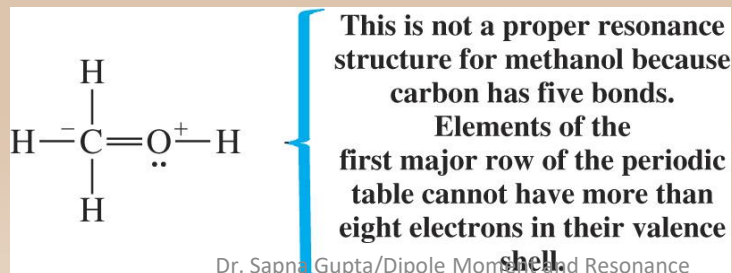 H
H—C⁻=O⁺—H
H
This is not a proper resonance
structure for methanol because
carbon has five bonds.
Elements of the
first major row of the periodic
table cannot have more than
eight electrons in their valence
shell.
Dr. Sapna Gupta/Dipole Moment and Resonance